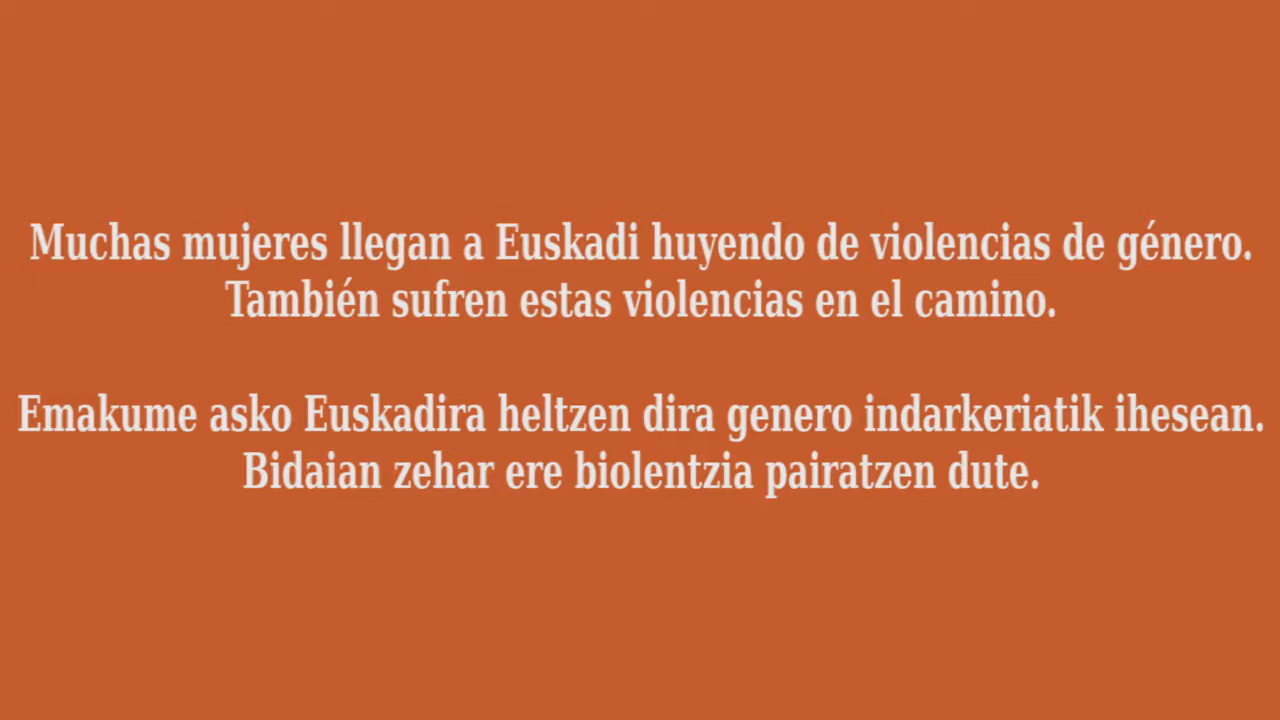 Muchas mujeres llegan a Euskadi huyendo de violencias de género.
También sufren estas violencias en el camino.
Emakume asko Euskadira heltzen dira genero indarkeriatik ihesean.
Bidaian zehar ere biolentzia pairatzen dute.